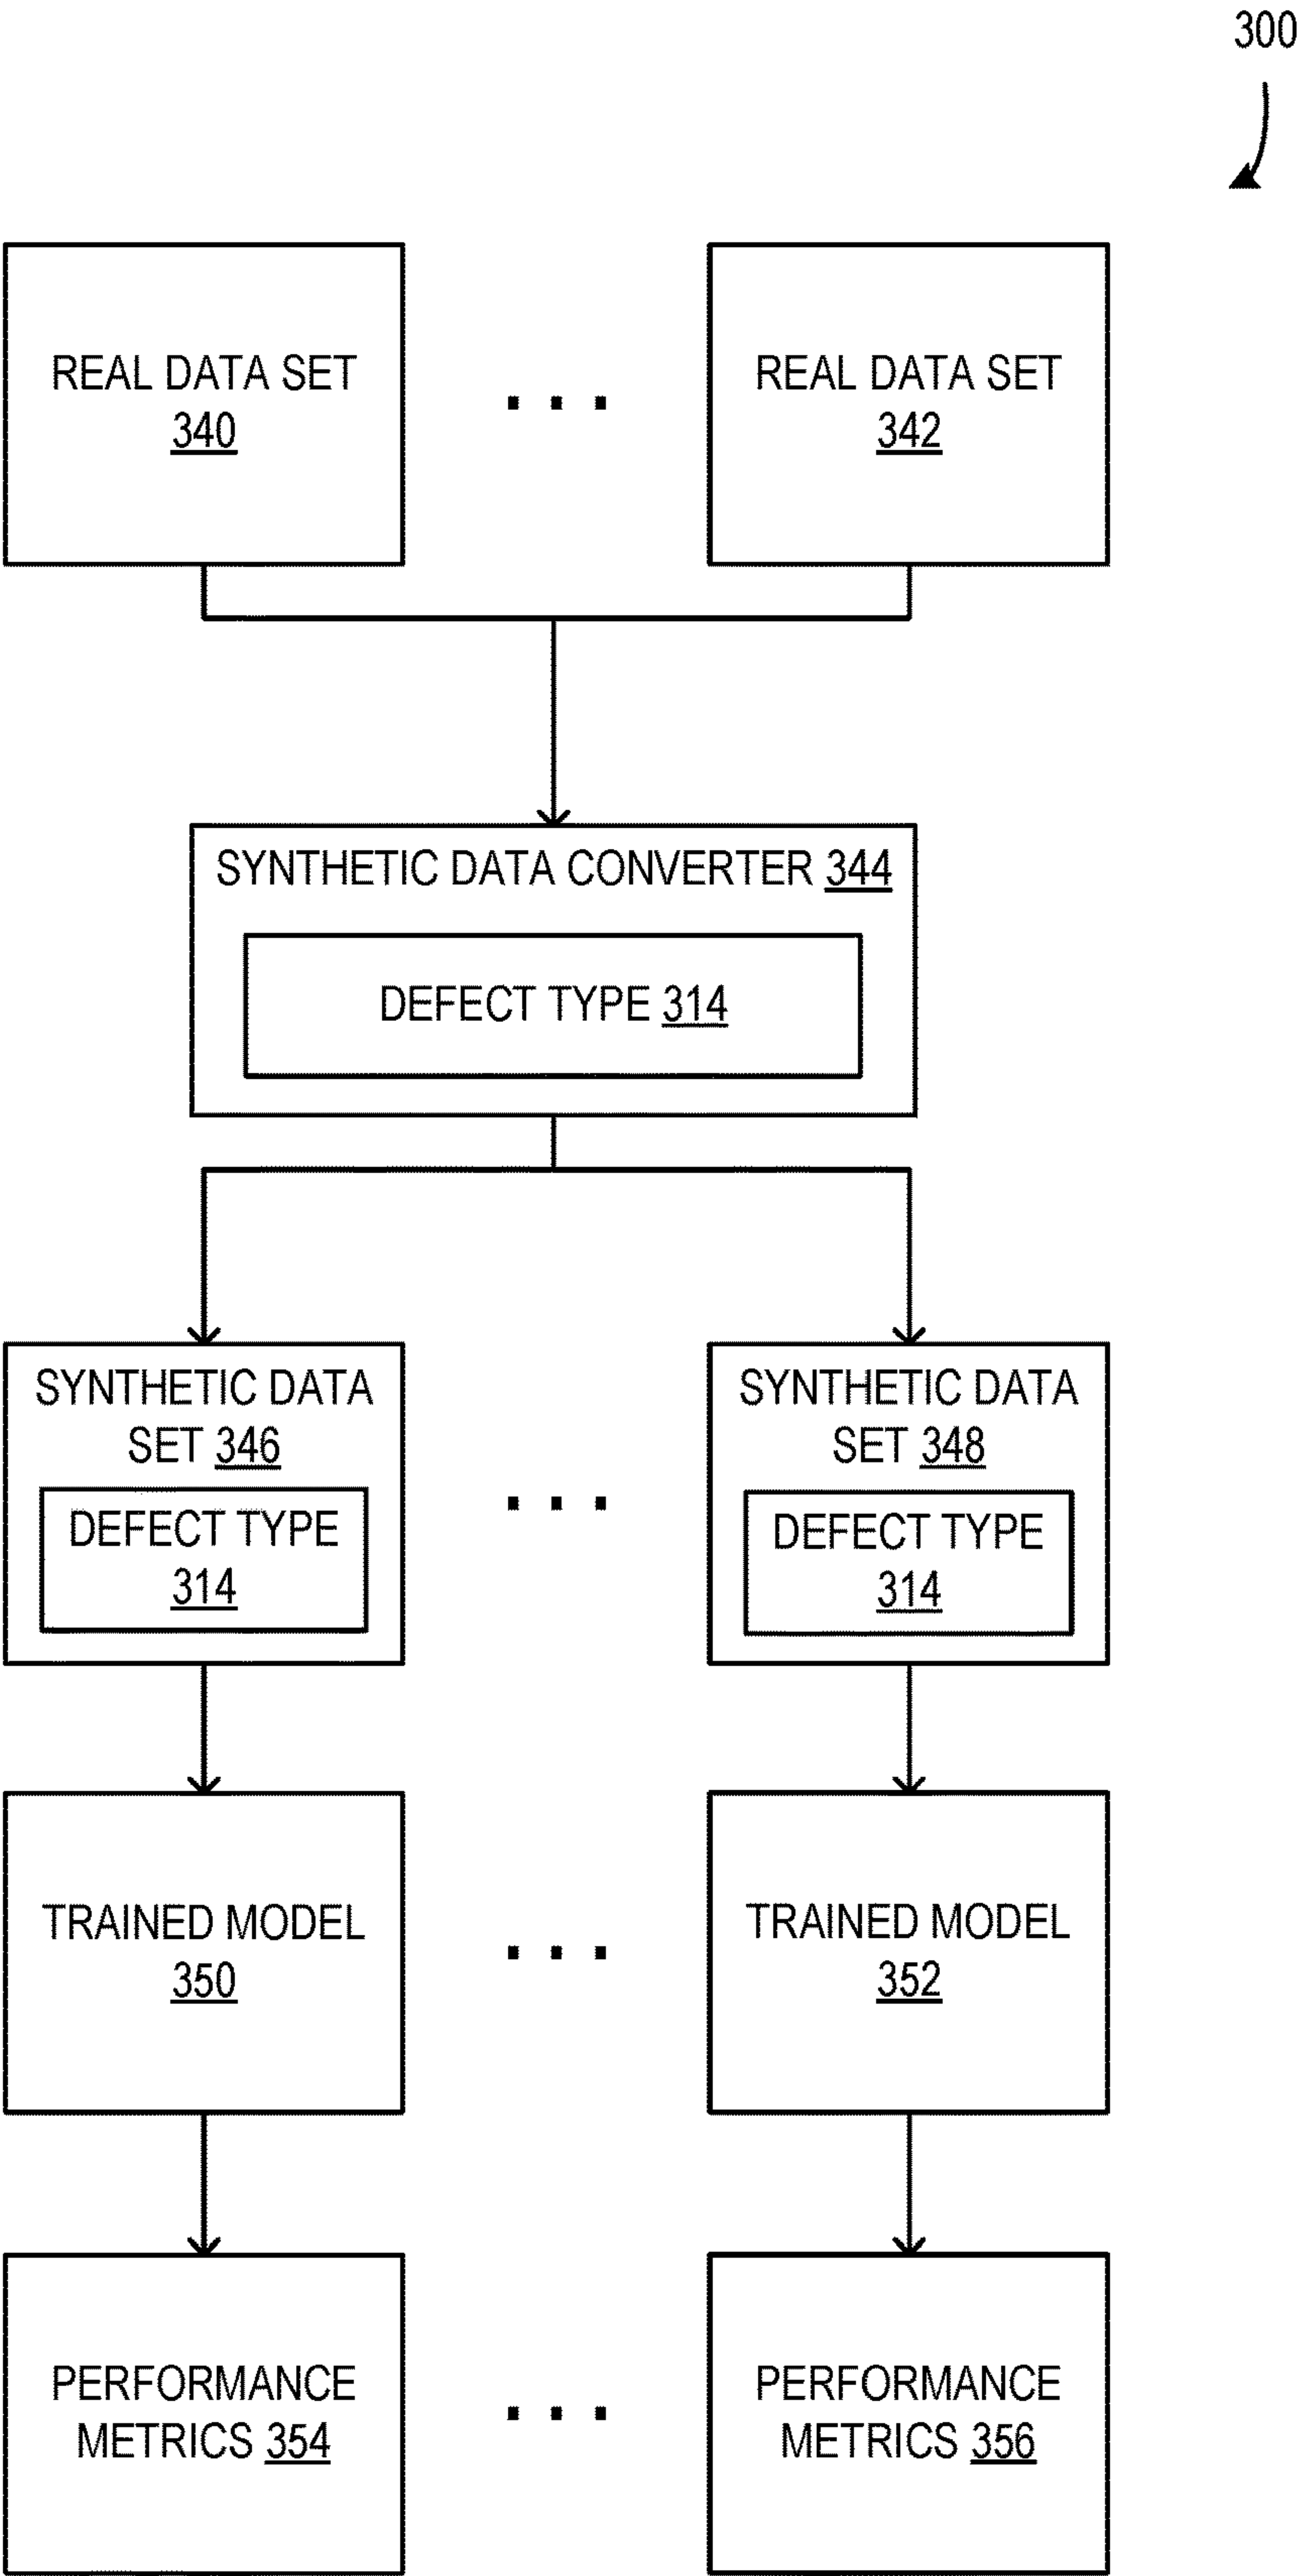 300
REAL DATA SET
340
REAL DATA SET
342
SYNTHETIC DATA CONVERTER 344
DEFECT TYPE 314
SYNTHETIC DATA
SET 346
DEFECT TYPE
314
SYNTHETIC DATA
SET 348
DEFECT TYPE
314
TRAINED MODEL
350
TRAINED MODEL
352
PERFORMANCE
METRICS 354
PERFORMANCE
METRICS 356